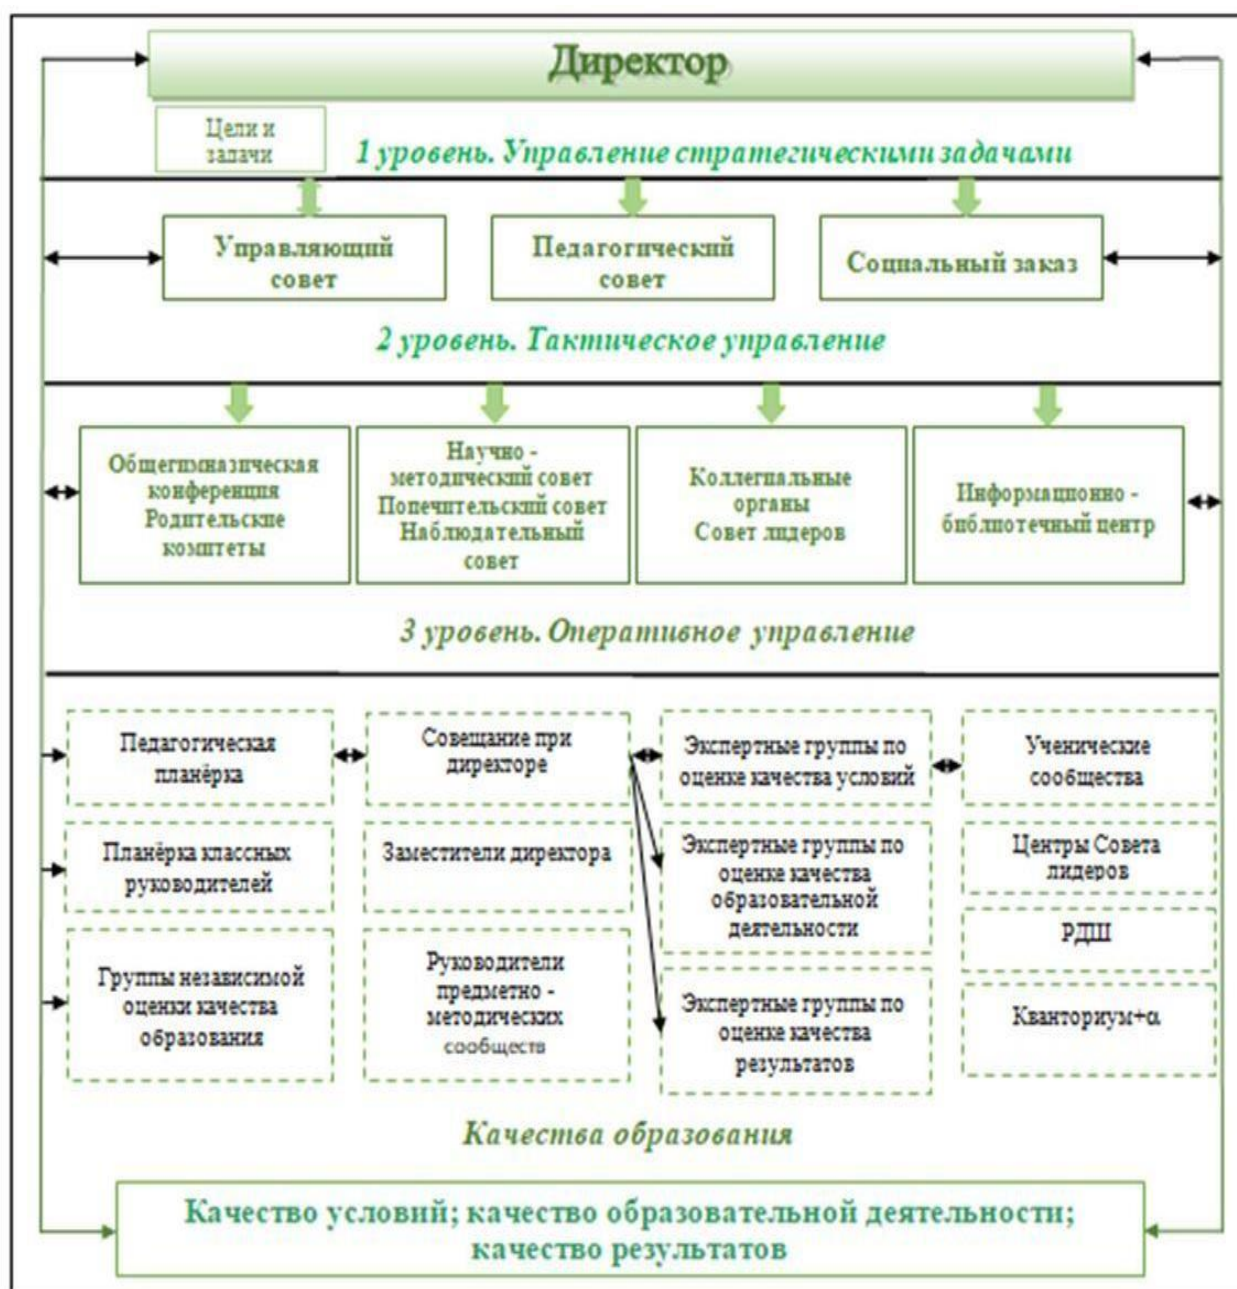 Директор
Цели и
задачи
1 уровень. Управление стратегическими задачами
Управляющий
совет
Педагогический
совет
Социальный заказ
2 уровень. Тактическое управление
Общегимназическая
конференция
Родительские
комитеты
Научно -
методический совет
Попечительский совет
Наблюдательный
совет
Коллегиальные
органы
Совет лидеров
Информационно -
библиотечный центр
3 уровень. Оперативное управление
Педагогическая
планёрка
Совещание при
директоре
Экспертные группы по
оценке качества условий
Ученические
сообщества
Планёрка классных
руководителей
Заместители директора
Экспертные группы по
оценке качества
образовательной
деятельности
Центры Совета
лидеров
РДШ
Группы независимой
оценки качества
образования
Руководители
предметно -
методических
сообществ
Экспертные группы по
оценке качества
результатов
Кванториум+α
Качества образования
Качество условий; качество образовательной деятельности;
качество результатов